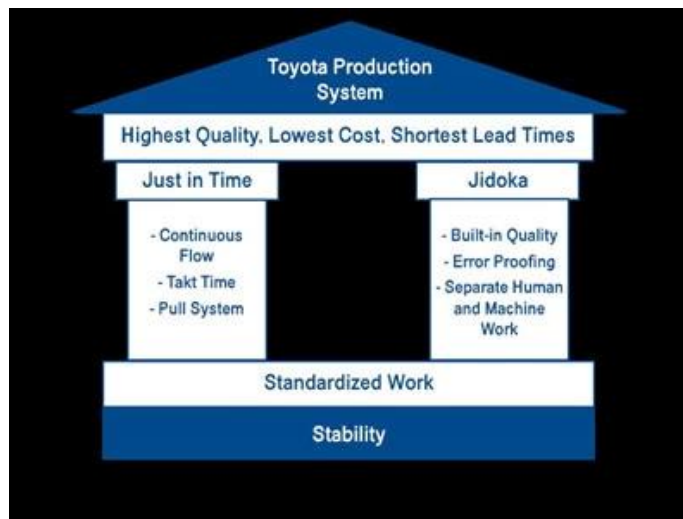 Toyota Production
System
Highest Quality, Lowest Cost, Shortest Lead Times
Just in Time
Jidoka
- Continuous
Flow
- Takt Time
- Pull System
- Built-in Quality
- Error Proofing
- Separate Human
and Machine
Work
Standardized Work
Stability